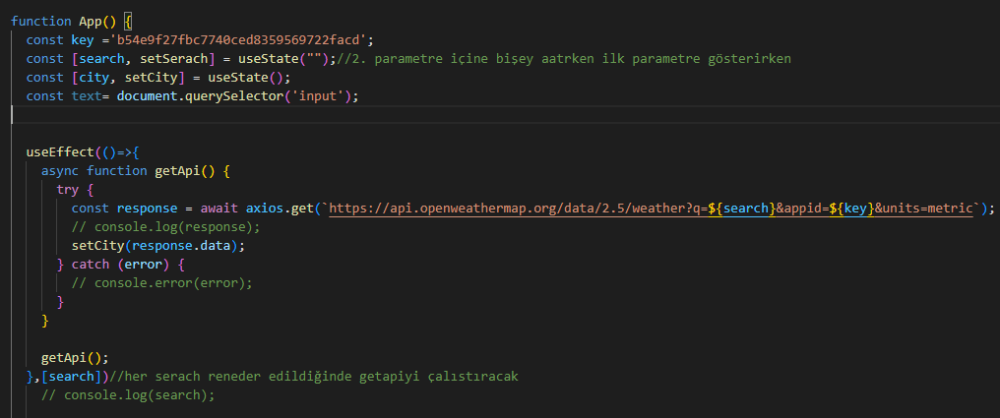 function App() {
const key ='b54e9f27fbc7740ced8359569722facd';
const [search, setSerach] = useState("");//2. parametre içine bişey aatrken ilk parametre gösterirken
const [city, setCity] = useState();
const text= document.querySelector('input');
useEffect(()=>{
async function getApi() {
try {
const response = await axios.get(`https://api.openweathermap.org/data/2.5/weather?q=${search}&appid=${key}&units=metric`);
// console.log(response);
setCity(response.data);
} catch (error) {
// console.error(error);
}
}
getApi();
},[search])//her serach reneder edildiğinde getapiyi çalıstıracak
// console.log(search);